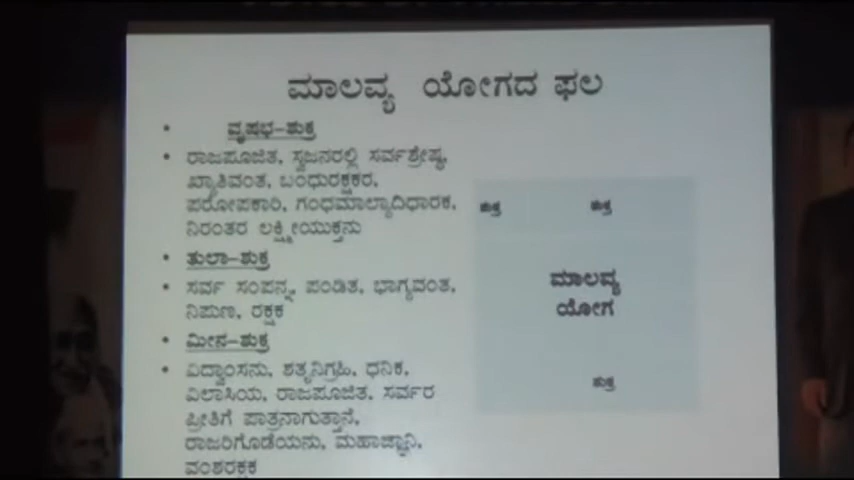 ಮಾಲವ್ಯ ಯೋಗದ ಫಲ
• ವೃಷಭ-ಶುಕ್ರ
• ರಾಜಪೂಜಿತ, ಸ್ವಜನರಲ್ಲಿ ಸರ್ವಶ್ರೇಷ್ಠ,
ಖ್ಯಾತಿವಂತ, ಬಂಧುರಕ್ಷಕರ,
ಪರೋಪಕಾರಿ, ಗಂಧಮಾಲ್ಯಾದಿಧಾರಕ,
ನಿರಂತರ ಲಕ್ಷ್ಮೀಯುಕ್ತನು
• ತುಲಾ-ಶುಕ್ರ
• ಸರ್ವ ಸಂಪನ್ನ, ಪಂಡಿತ, ಭಾಗ್ಯವಂತ,
ನಿಪುಣ, ರಕ್ಷಕ
• ಮೀನ-ಶುಕ್ರ
• ವಿದ್ವಾಂಸನು, ಶತೃನಿಗ್ರಹಿ, ಧನಿಕ,
ವಿಲಾಸಿಯ, ರಾಜಪೂಜಿತ, ಸರ್ವರ
ಪ್ರೀತಿಗೆ ಪಾತ್ರನಾಗುತ್ತಾನೆ,
ರಾಜರಿಗೊಡೆಯನು, ಮಹಾಜ್ಞಾನಿ,
ವಂಶರಕ್ಷಕ
ಶುಕ್ರ ಶುಕ್ರ
ಮಾಲವ್ಯ
ಯೋಗ
ಶುಕ್ರ